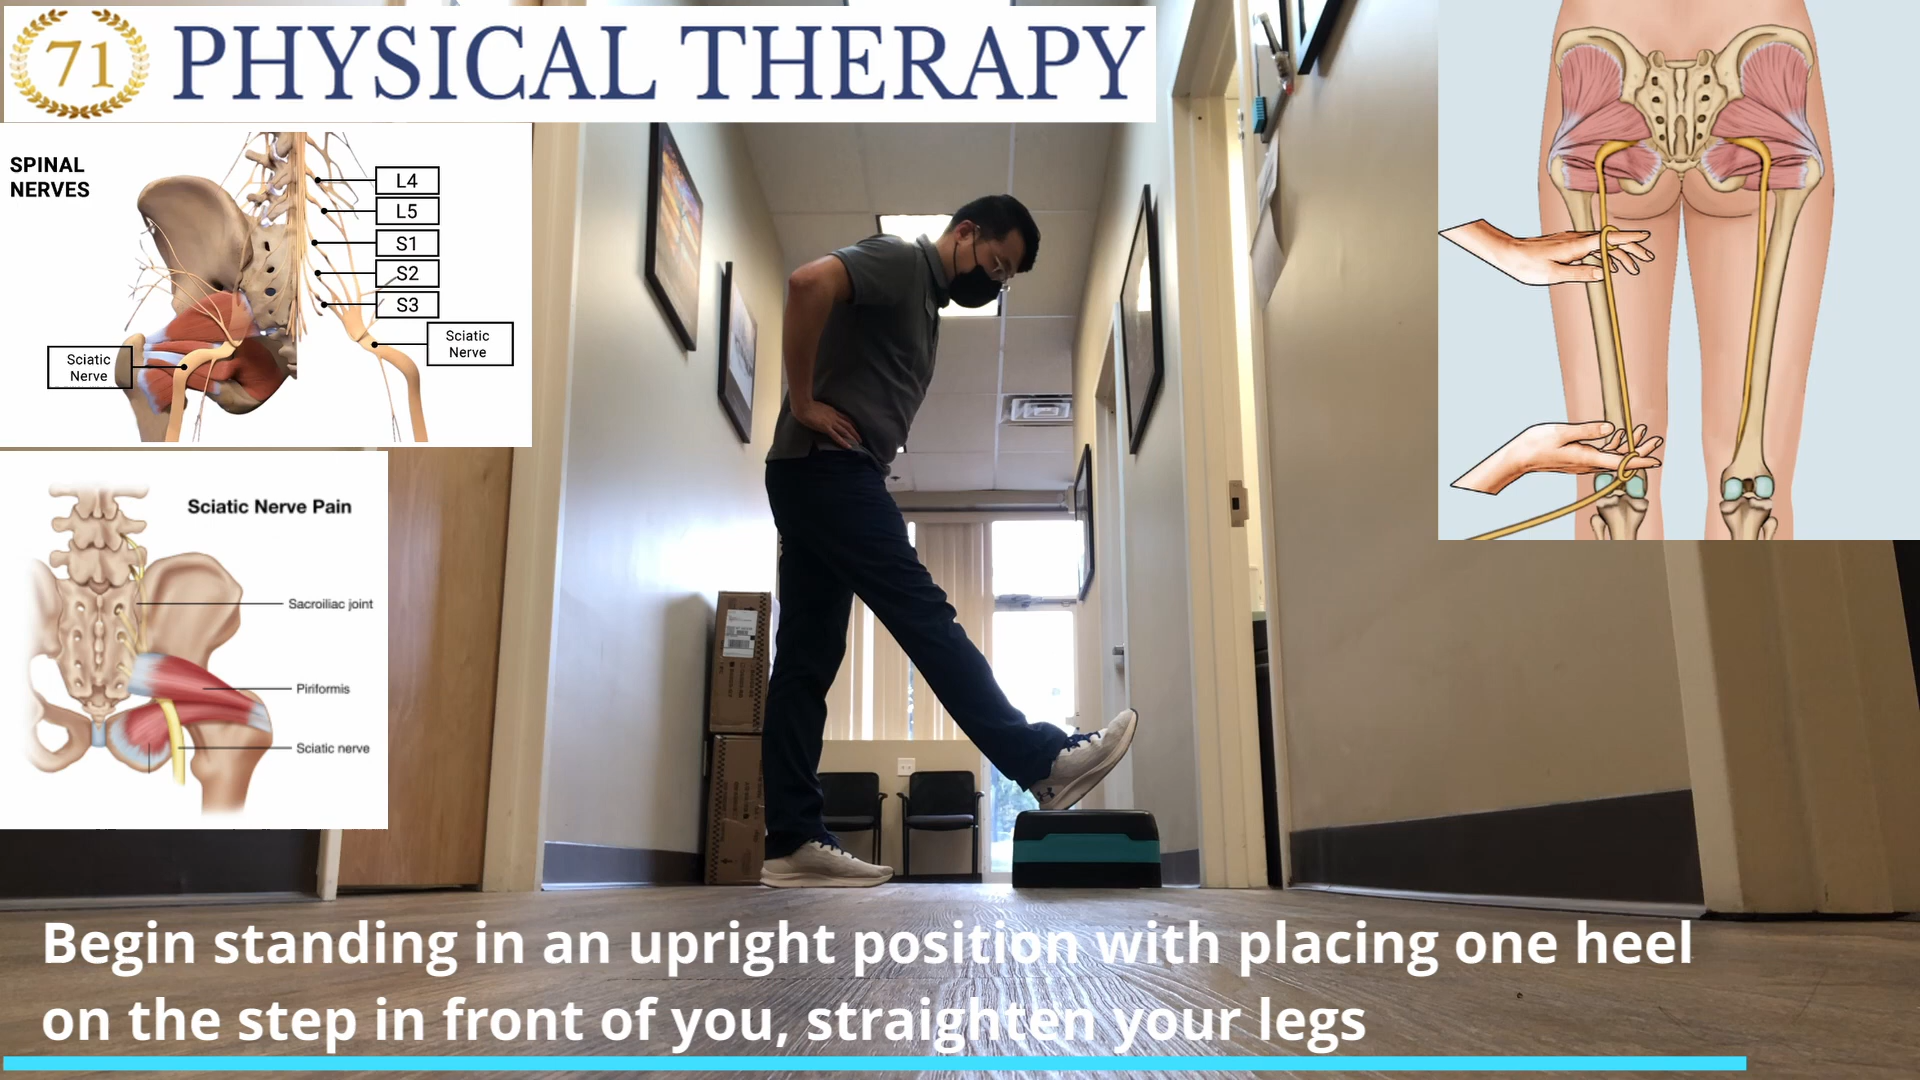 71 PHYSICAL THERAPY
SPINAL
NERVES
L4
L5
S1
S2
S3
Sciatic
Nerve
Sciatic
Nerve
Sciatic Nerve Pain
Sacroiliac joint
Piriformis
Sciatic nerve
Begin standing in an upright position with placing one heel
on the step in front of you, straighten your legs